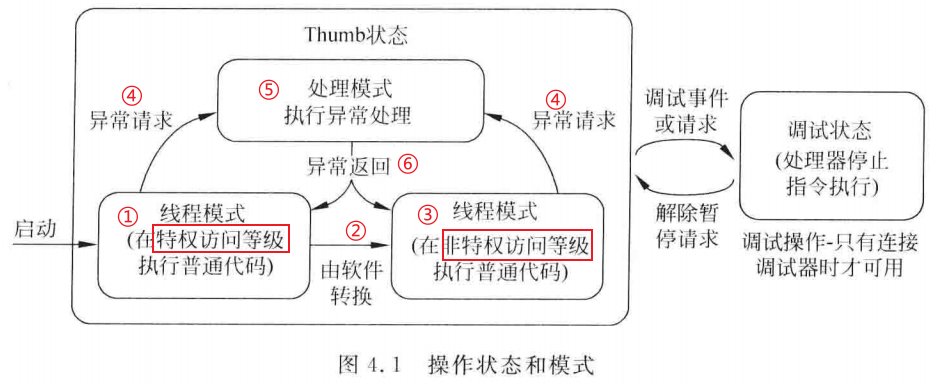 Thumb状态
⑤ 处理模式
执行异常处理
④
异常请求
④
异常请求
异常返回 ⑥
① 线程模式
(在特权访问等级
执行普通代码)
②
由软件
转换
③ 线程模式
(在非特权访问等级
执行普通代码)
启动
调试事件
或请求
解除暂
停请求
调试状态
(处理器停止
指令执行)
调试操作-只有连接
调试器时才可用
图 4.1 操作状态和模式